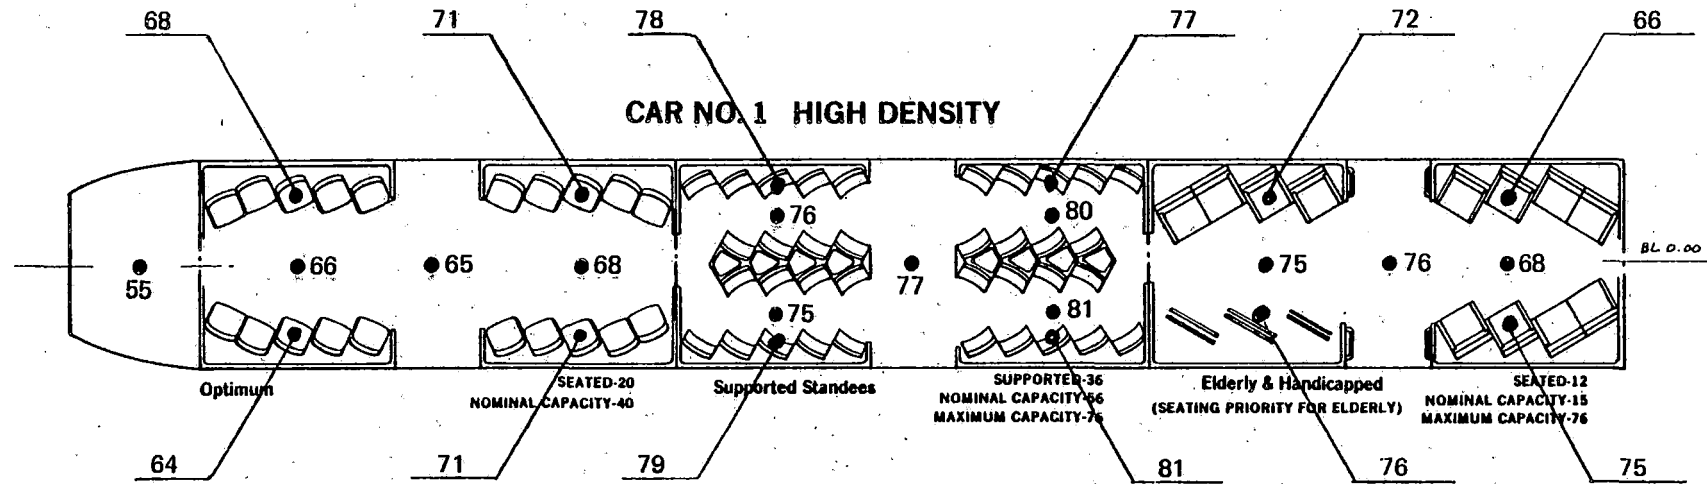 68 71 78 77 72 66
CAR NO. 1 HIGH DENSITY
76 80
66 65 68 77 75 76 68 BL 0.00
55
75 81
Optimum
SEATED-20
NOMINAL CAPACITY-40
Supported Standees
SUPPORTED-36
NOMINAL CAPACITY-56
MAXIMUM CAPACITY-76
Elderly & Handicapped
(SEATING PRIORITY FOR ELDERLY)
SEATED-12
NOMINAL CAPACITY-15
MAXIMUM CAPACITY-76
64 71 79 81 76 75